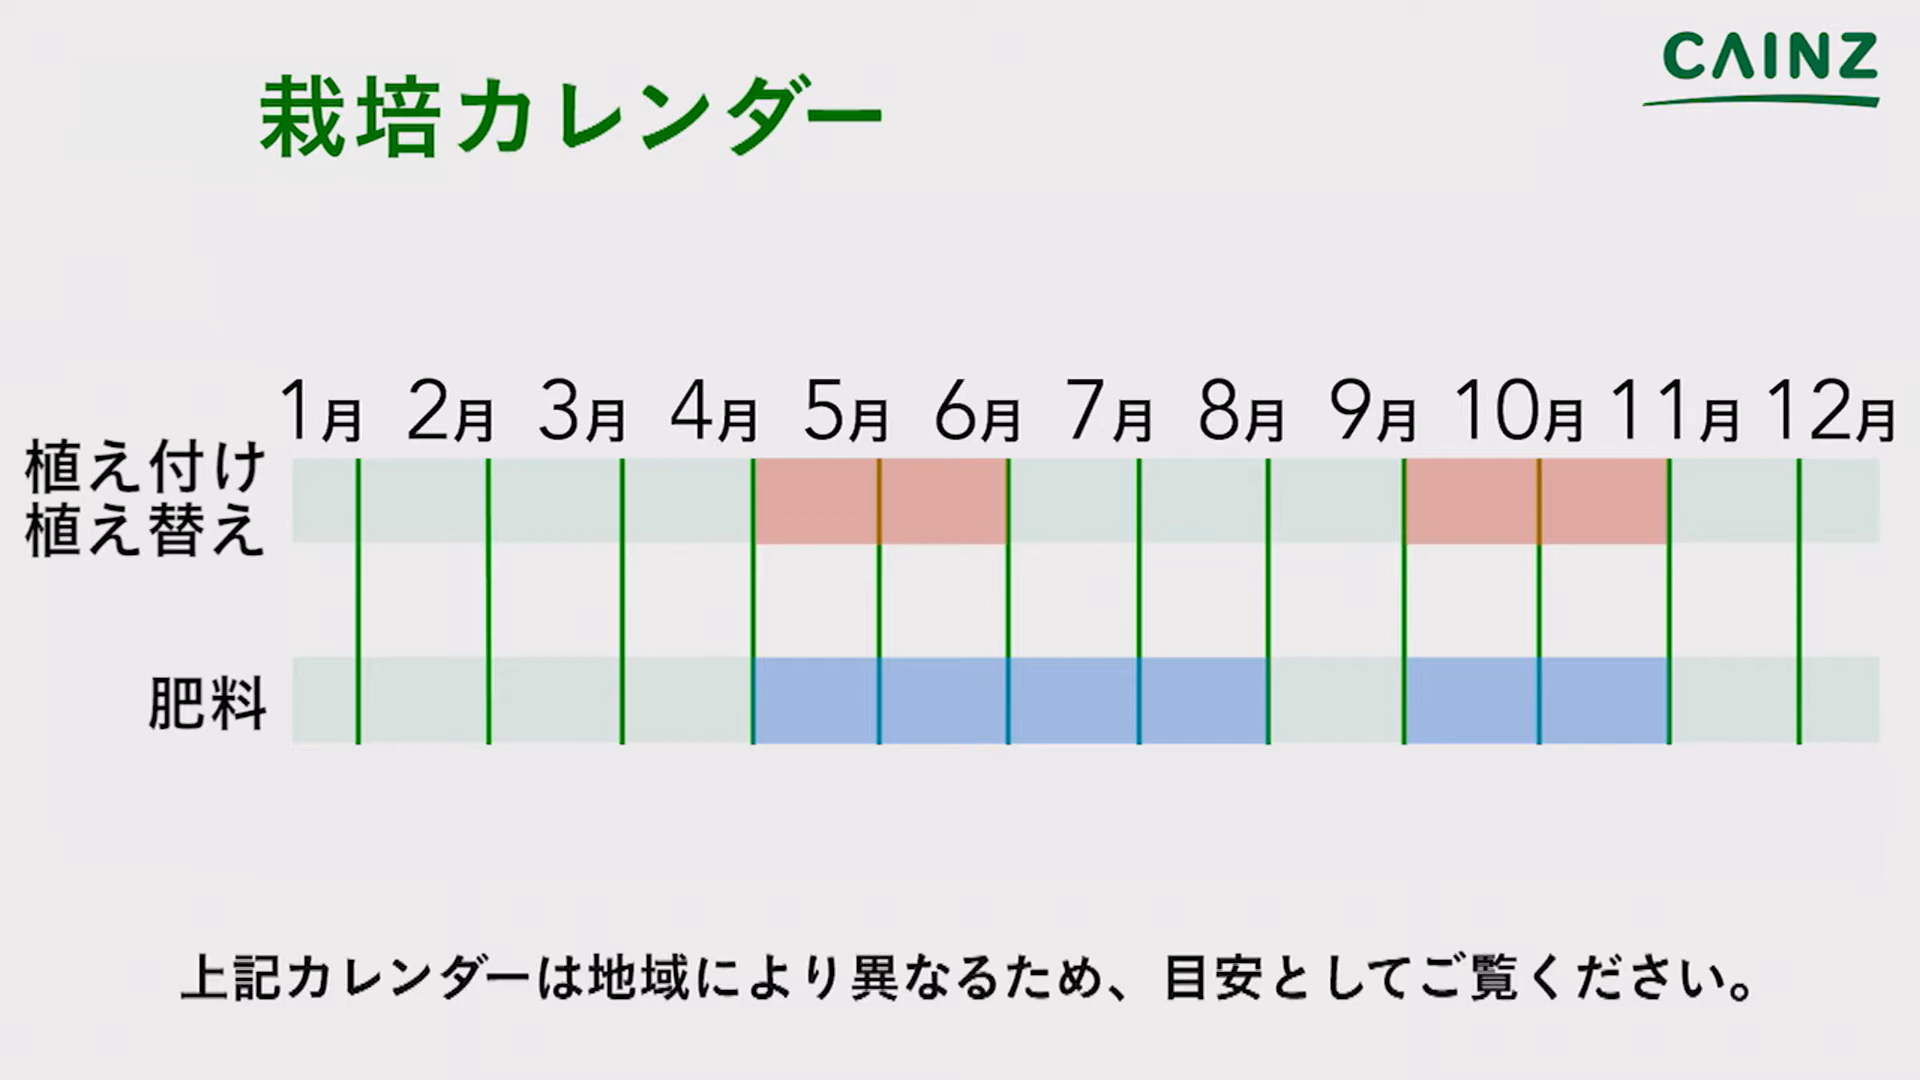 CAINZ
栽培カレンダー
1月 2月 3月 4月 5月 6月 7月 8月 9月 10月 11月 12月
植え付け
植え替え
肥料
上記カレンダーは地域により異なるため、目安としてご覧ください。